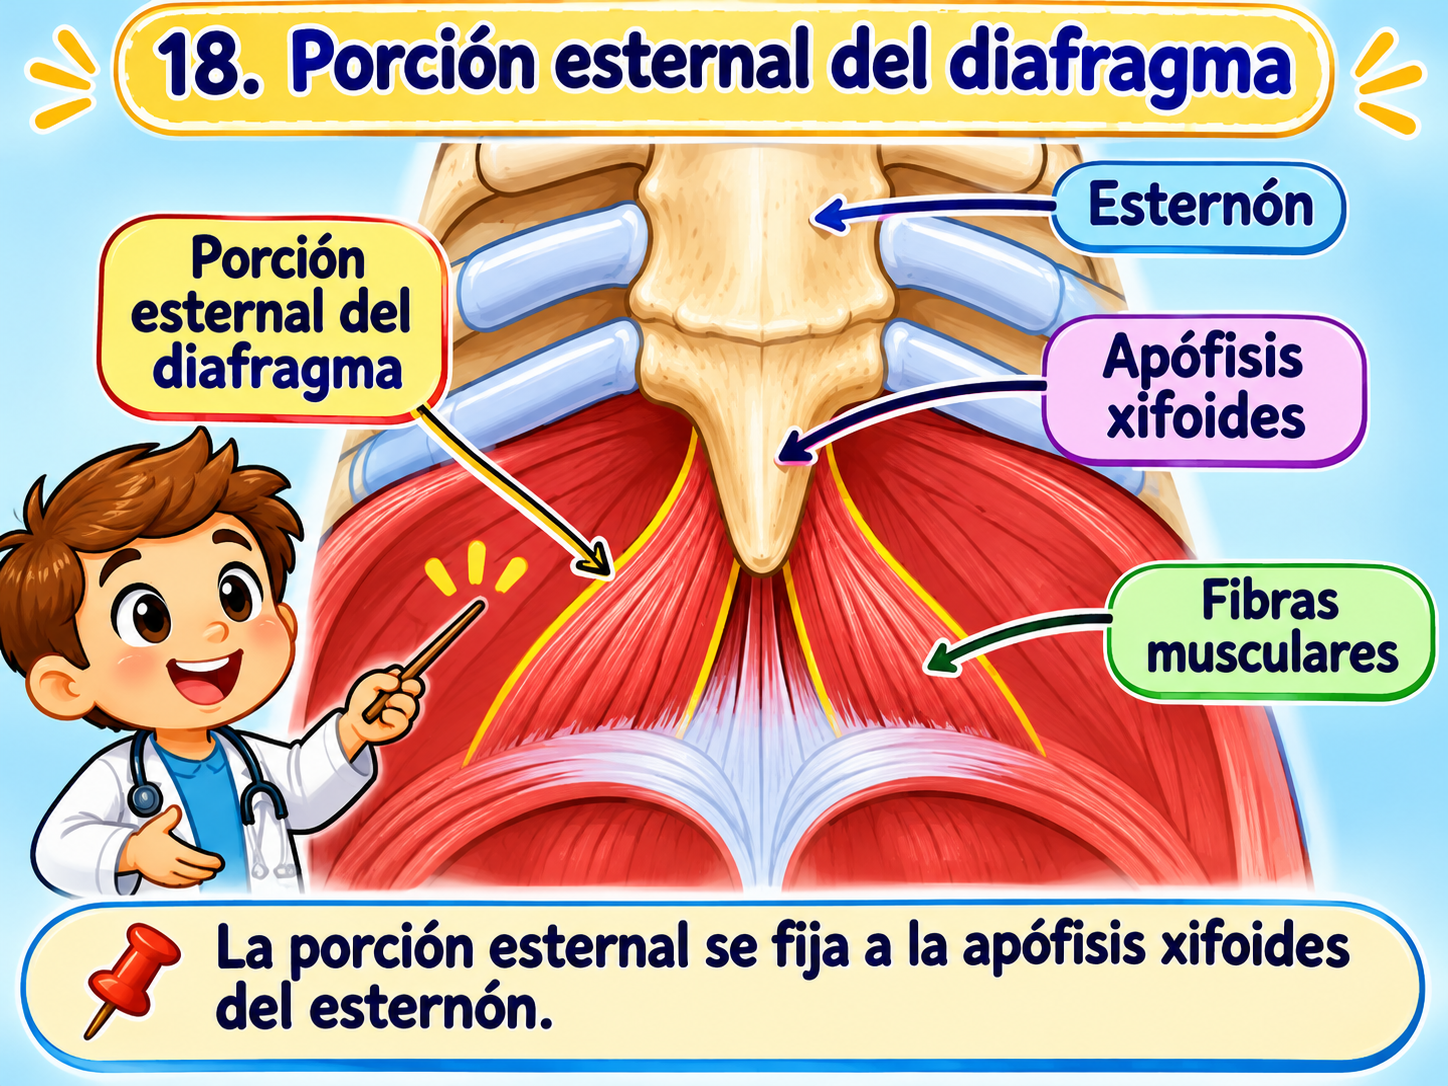 18. Porción esternal del diafragma
Esternón
Porción
esternal del
diafragma
Apófisis
xifoides
Fibras
musculares
La porción esternal se fija a la apófisis xifoides
del esternón.